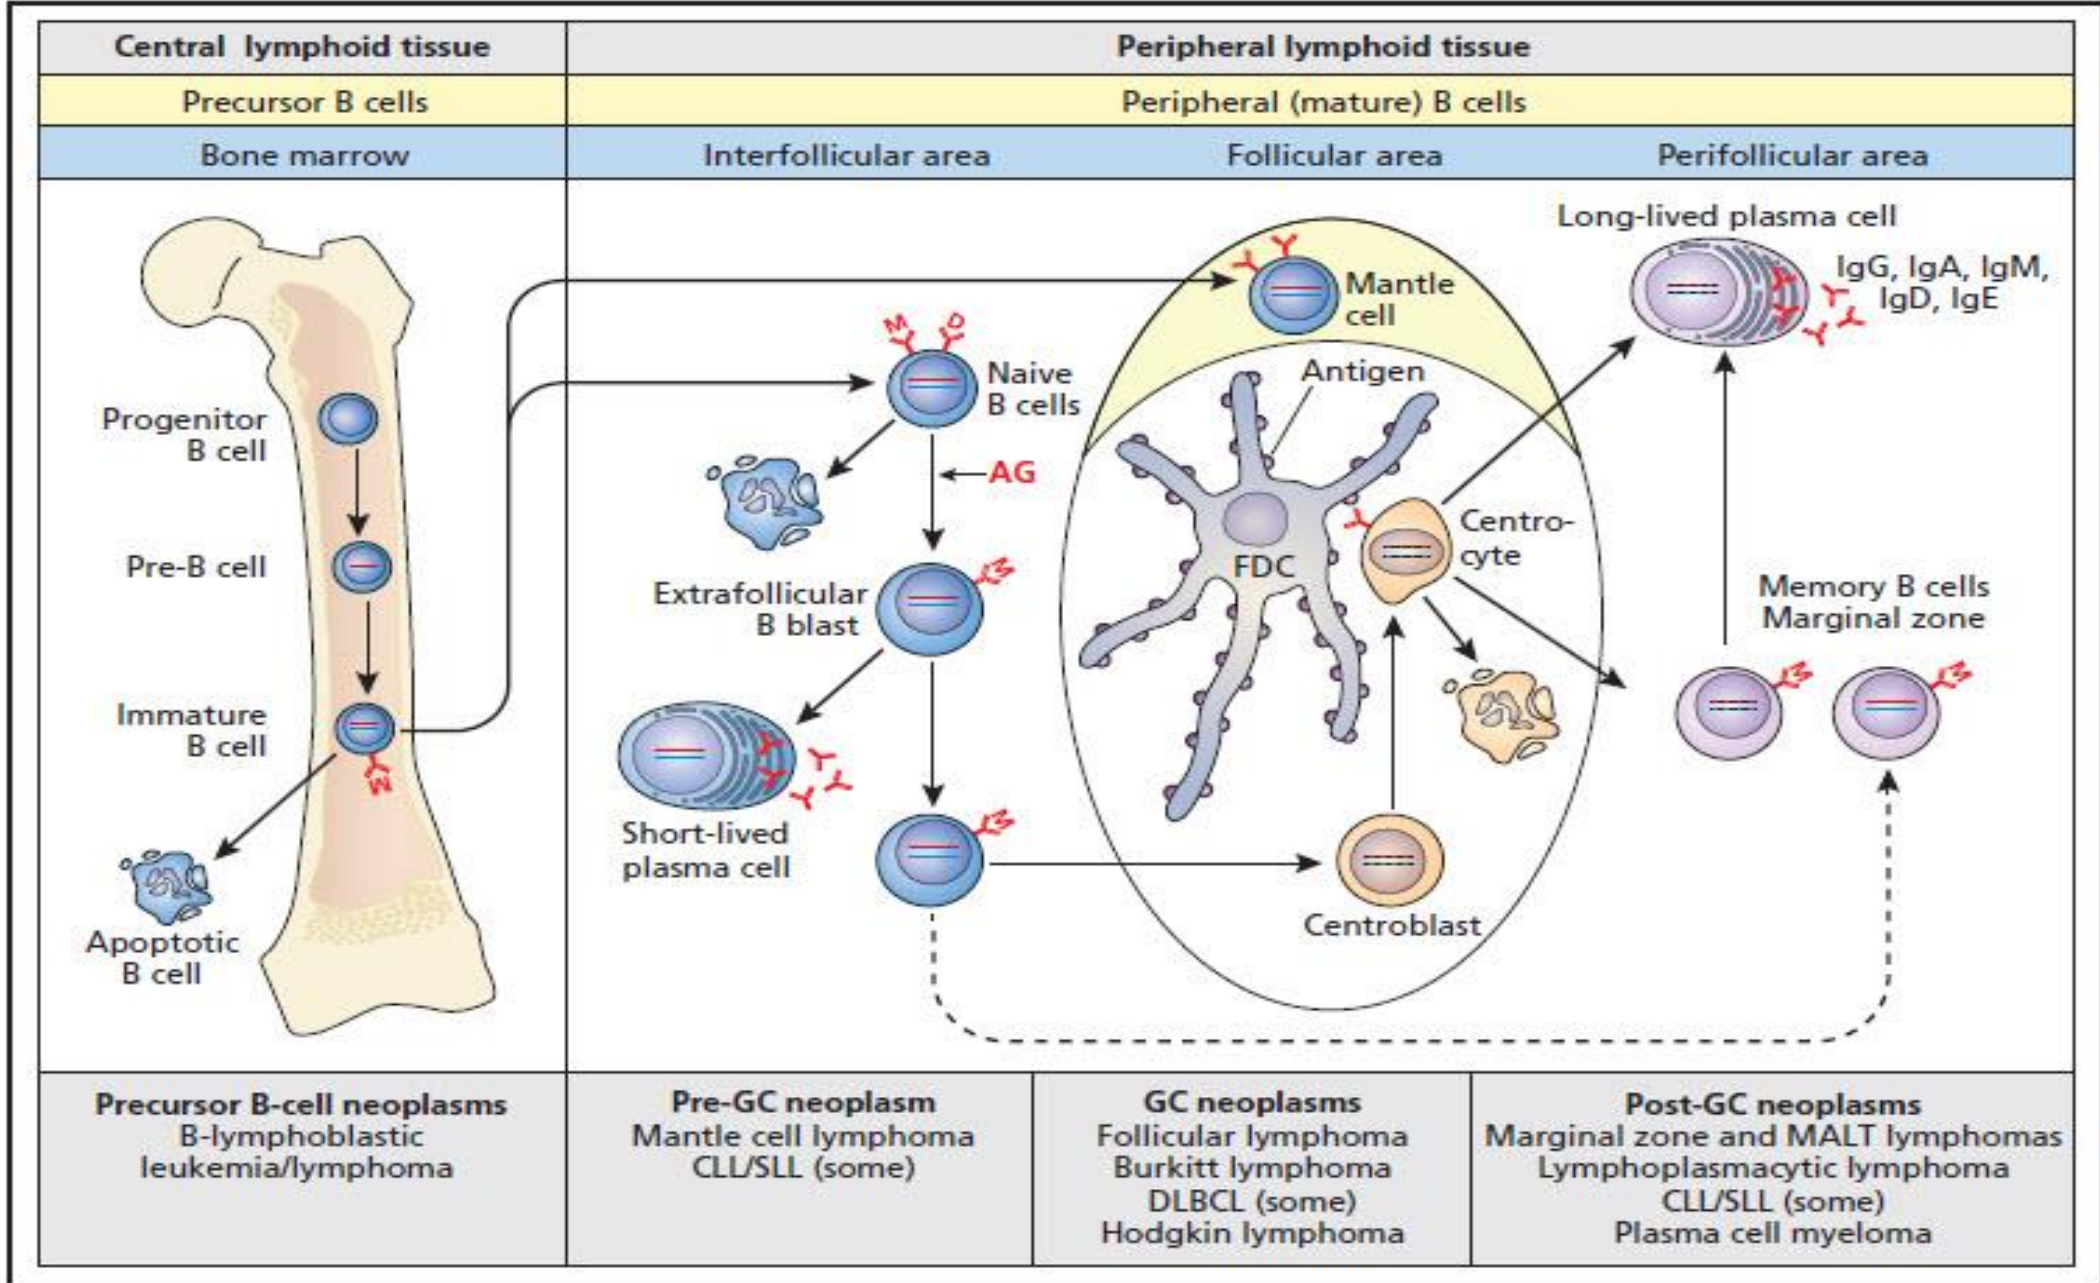 Central lymphoid tissue
Peripheral lymphoid tissue
Precursor B cells
Peripheral (mature) B cells
Bone marrow
Interfollicular area
Follicular area
Perifollicular area
Progenitor
B cell
Pre-B cell
Immature
B cell
M
Apoptotic
B cell
M
D
Naive
B cells
AG
Extrafollicular
B blast
M
Short-lived
plasma cell
M
Mantle
cell
Antigen
FDC
Centro-
cyte
Centroblast
Long-lived plasma cell
IgG, IgA, IgM,
IgD, IgE
Memory B cells
Marginal zone
M
M
Precursor B-cell neoplasms
B-lymphoblastic
leukemia/lymphoma
Pre-GC neoplasm
Mantle cell lymphoma
CLL/SLL (some)
GC neoplasms
Follicular lymphoma
Burkitt lymphoma
DLBCL (some)
Hodgkin lymphoma
Post-GC neoplasms
Marginal zone and MALT lymphomas
Lymphoplasmacytic lymphoma
CLL/SLL (some)
Plasma cell myeloma